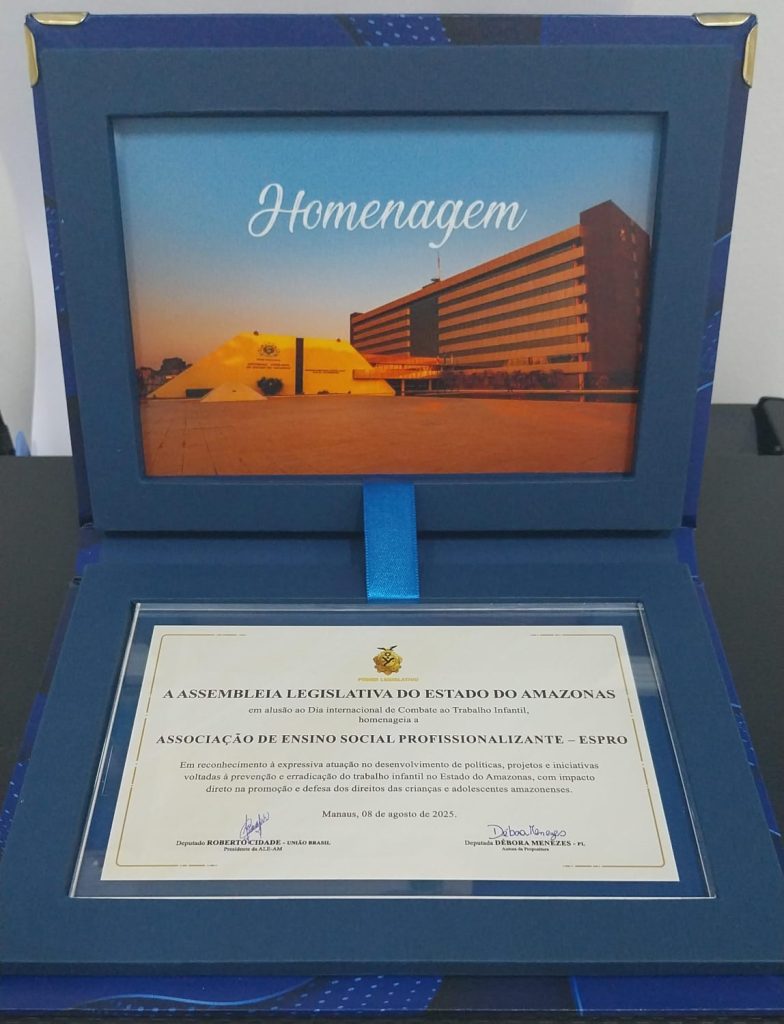 Homenagem
PODER LEGISLATIVO
A ASSEMBLEIA LEGISLATIVA DO ESTADO DO AMAZONAS
em alusão ao Dia internacional de Combate ao Trabalho Infantil,
homenageia a
ASSOCIAÇÃO DE ENSINO SOCIAL PROFISSIONALIZANTE – ESPRO
Em reconhecimento à expressiva atuação no desenvolvimento de políticas, projetos e iniciativas
voltadas à prevenção e erradicação do trabalho infantil no Estado do Amazonas, com impacto
direto na promoção e defesa dos direitos das crianças e adolescentes amazonenses.
Manaus, 08 de agosto de 2025.
Débora Menezes
Deputado ROBERTO CIDADE - UNIÃO BRASIL
Presidente da ALE-AM
Deputada DÉBORA MENEZES - PL
Autora da Propositura